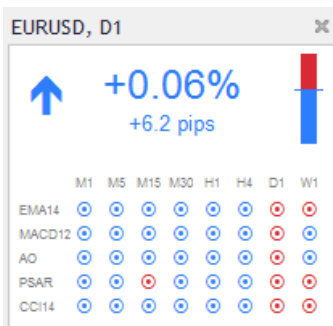 EURUSD, D1
+0.06%
+6.2 pips
M1 M5 M15 M30 H1 H4 D1 W1
EMA14
MACD12
AO
PSAR
CCI14